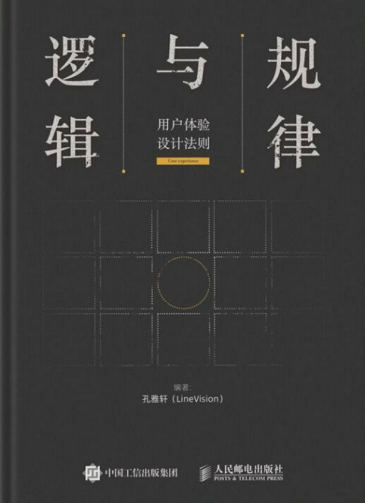 逻辑
与
规律
用户体验
设计法则
User experience
编著:
孔雅轩（LineVision）
中国工信出版集团
人民邮电出版社
POSTS & TELECOM PRESS